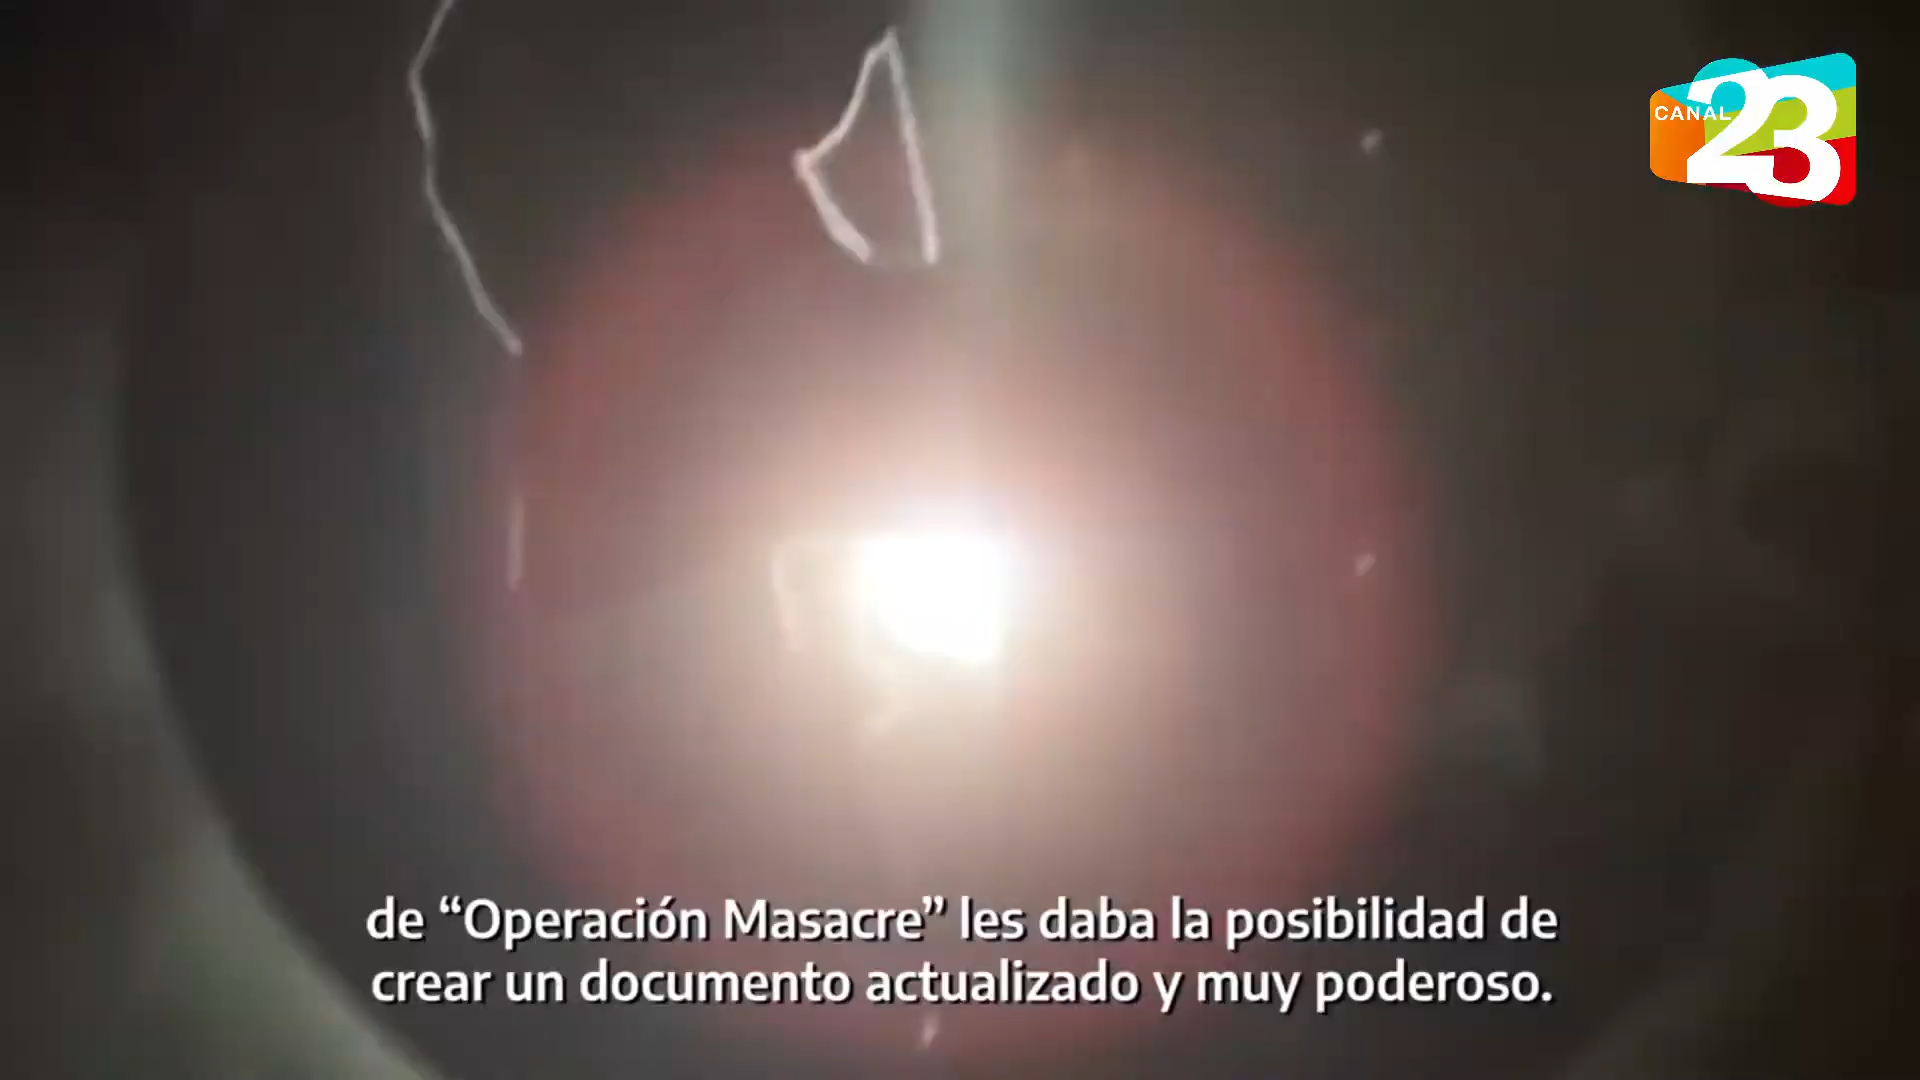 CANAL
23
de “Operación Masacre” les daba la posibilidad de
crear un documento actualizado y muy poderoso.